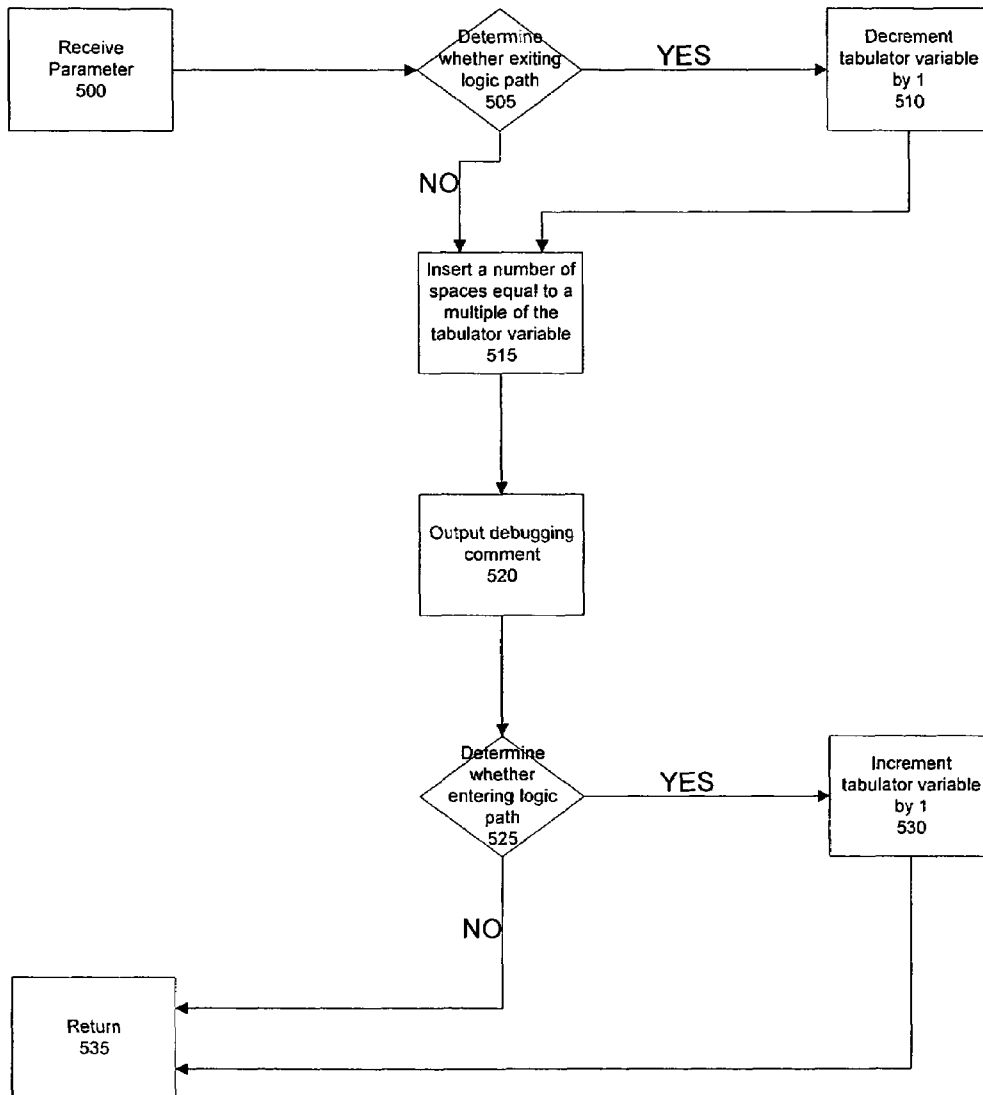 Receive
Parameter
500
Determine
whether exiting
logic path
505
YES
Decrement
tabulator variable
by 1
510
NO
Insert a number of
spaces equal to a
multiple of the
tabulator variable
515
Output debugging
comment
520
Determine
whether
entering logic
path
525
YES
Increment
tabulator variable
by 1
530
NO
Return
535